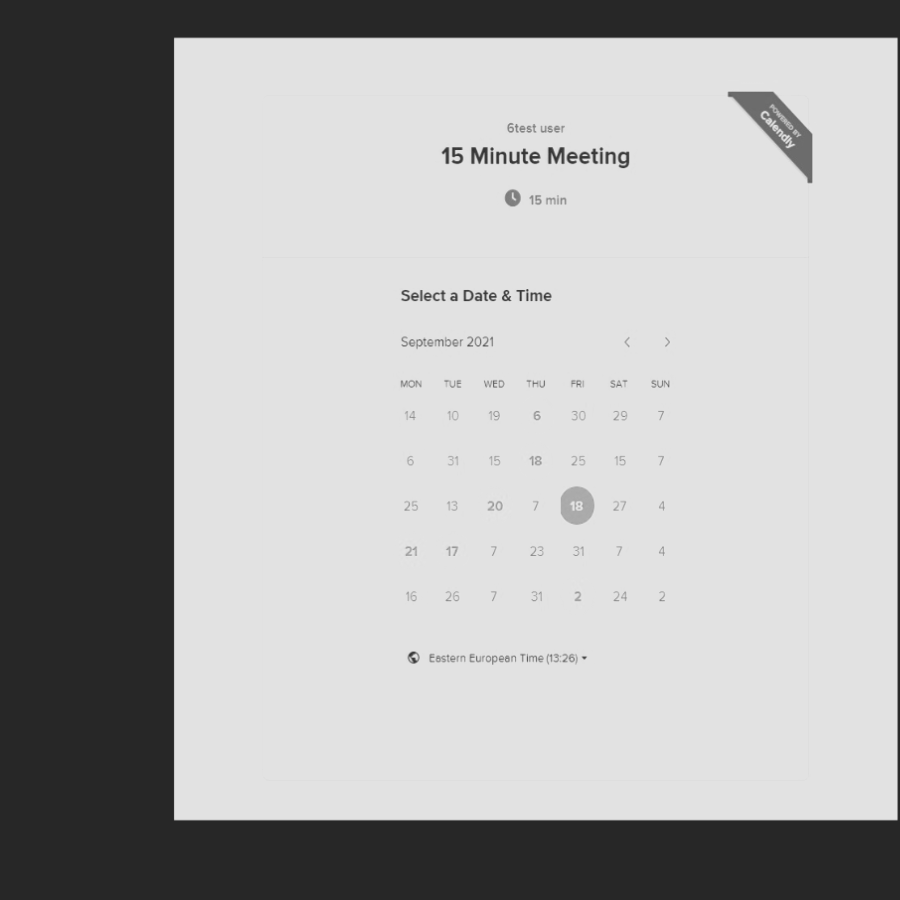 POWERED BY
Calendly
6test user
15 Minute Meeting
15 min
Select a Date & Time
September 2021
MON TUE WED THU FRI SAT SUN
14 10 19 6 30 29 7
6 31 15 18 25 15 7
25 13 20 7 18 27 4
21 17 7 23 31 7 4
16 26 7 31 2 24 2
Eastern European Time (13:26)